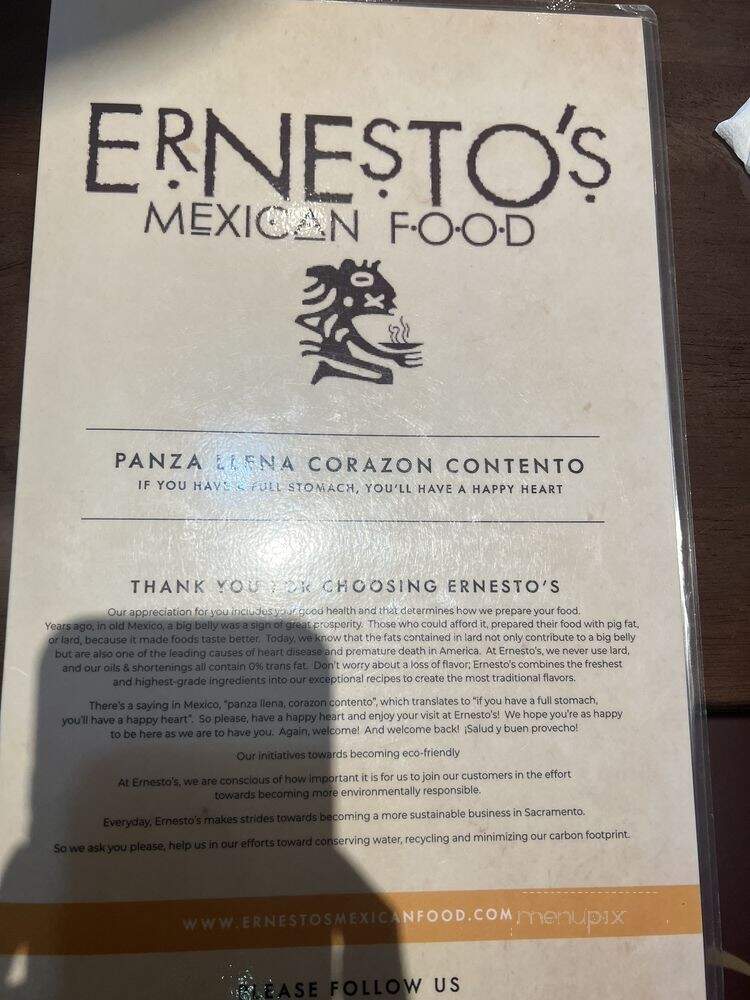 ERNESTO'S
MEXICAN F·O·O·D
PANZA LLENA CORAZON CONTENTO
IF YOU HAVE A FULL STOMACH, YOU'LL HAVE A HAPPY HEART
THANK YOU FOR CHOOSING ERNESTO'S
Our appreciation for you includes your good health and that determines how we prepare your food.
Years ago, in old Mexico, a big belly was a sign of great prosperity. Those who could afford it, prepared their food with pig fat,
or lard, because it made foods taste better. Today, we know that the fats contained in lard not only contribute to a big belly
but are also one of the leading causes of heart disease and premature death in America. At Ernesto's, we never use lard,
and our oils & shortenings all contain 0% trans fat. Don't worry about a loss of flavor; Ernesto's combines the freshest
and highest-grade ingredients into our exceptional recipes to create the most traditional flavors.
There's a saying in Mexico, "panza llena, corazon contento", which translates to "if you have a full stomach,
you'll have a happy heart". So please, have a happy heart and enjoy your visit at Ernesto's! We hope you're as happy
to be here as we are to have you. Again, welcome! And welcome back! ¡Salud y buen provecho!
Our initiatives towards becoming eco-friendly
At Ernesto's, we are conscious of how important it is for us to join our customers in the effort
towards becoming more environmentally responsible.
Everyday, Ernesto's makes strides towards becoming a more sustainable business in Sacramento.
So we ask you please, help us in our efforts toward conserving water, recycling and minimizing our carbon footprint.
WWW.ERNESTOSMEXICANFOOD.COM
menupix
PLEASE FOLLOW US